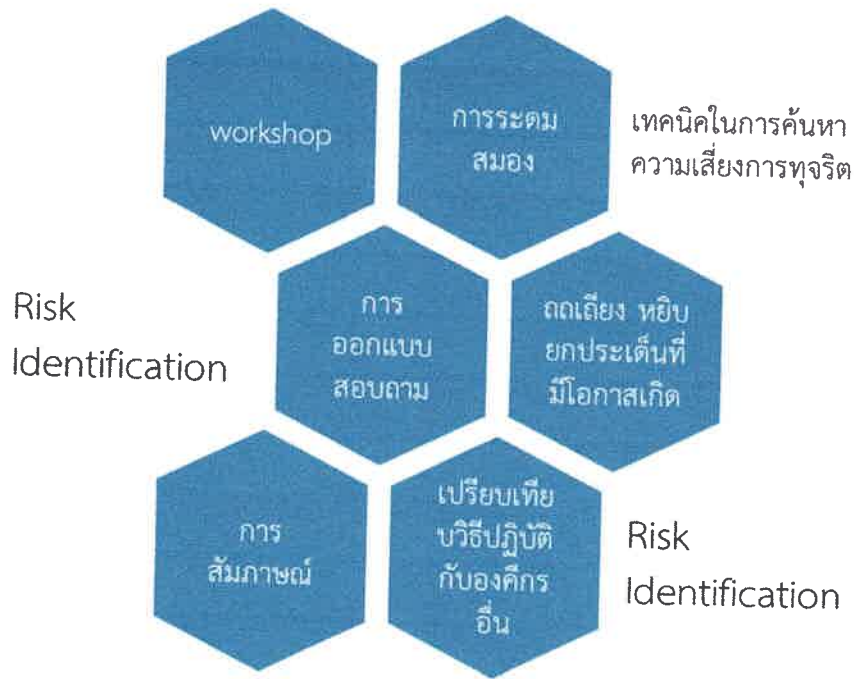 workshop
การระดม
สมอง
เทคนิคในการค้นหา
ความเสี่ยงการทุจริต
Risk
Identification
การ
ออกแบบ
สอบถาม
ถกเถียง หยิบ
ยกประเด็นที่
มีโอกาสเกิด
การ
สัมภาษณ์
เปรียบเทีย
บวิธีปฏิบัติ
กับองค์กร
อื่น
Risk
Identification